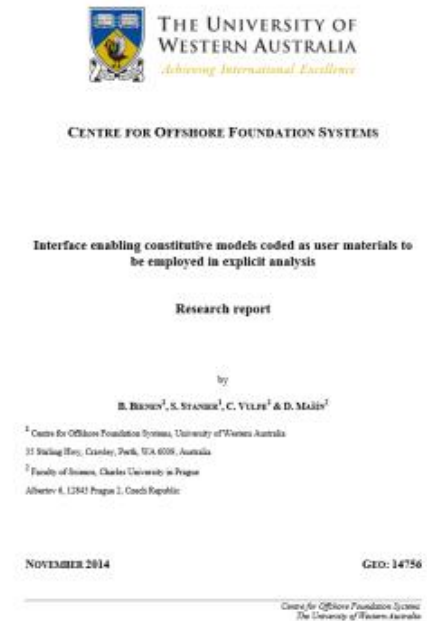 THE UNIVERSITY OF
WESTERN AUSTRALIA
Achieving International Excellence
CENTRE FOR OFFSHORE FOUNDATION SYSTEMS
Interface enabling constitutive models coded as user materials to
be employed in explicit analysis
Research report
by
B. BIENEN¹, S. STANIER¹, C. VULPE¹ & D. MAŠÍN²
¹ Centre for Offshore Foundation Systems, University of Western Australia
35 Stirling Hwy, Crawley, Perth, WA 6009, Australia
² Faculty of Science, Charles University in Prague
Albertov 6, 12843 Prague 2, Czech Republic
NOVEMBER 2014
GEO: 14756
Centre for Offshore Foundation Systems
The University of Western Australia